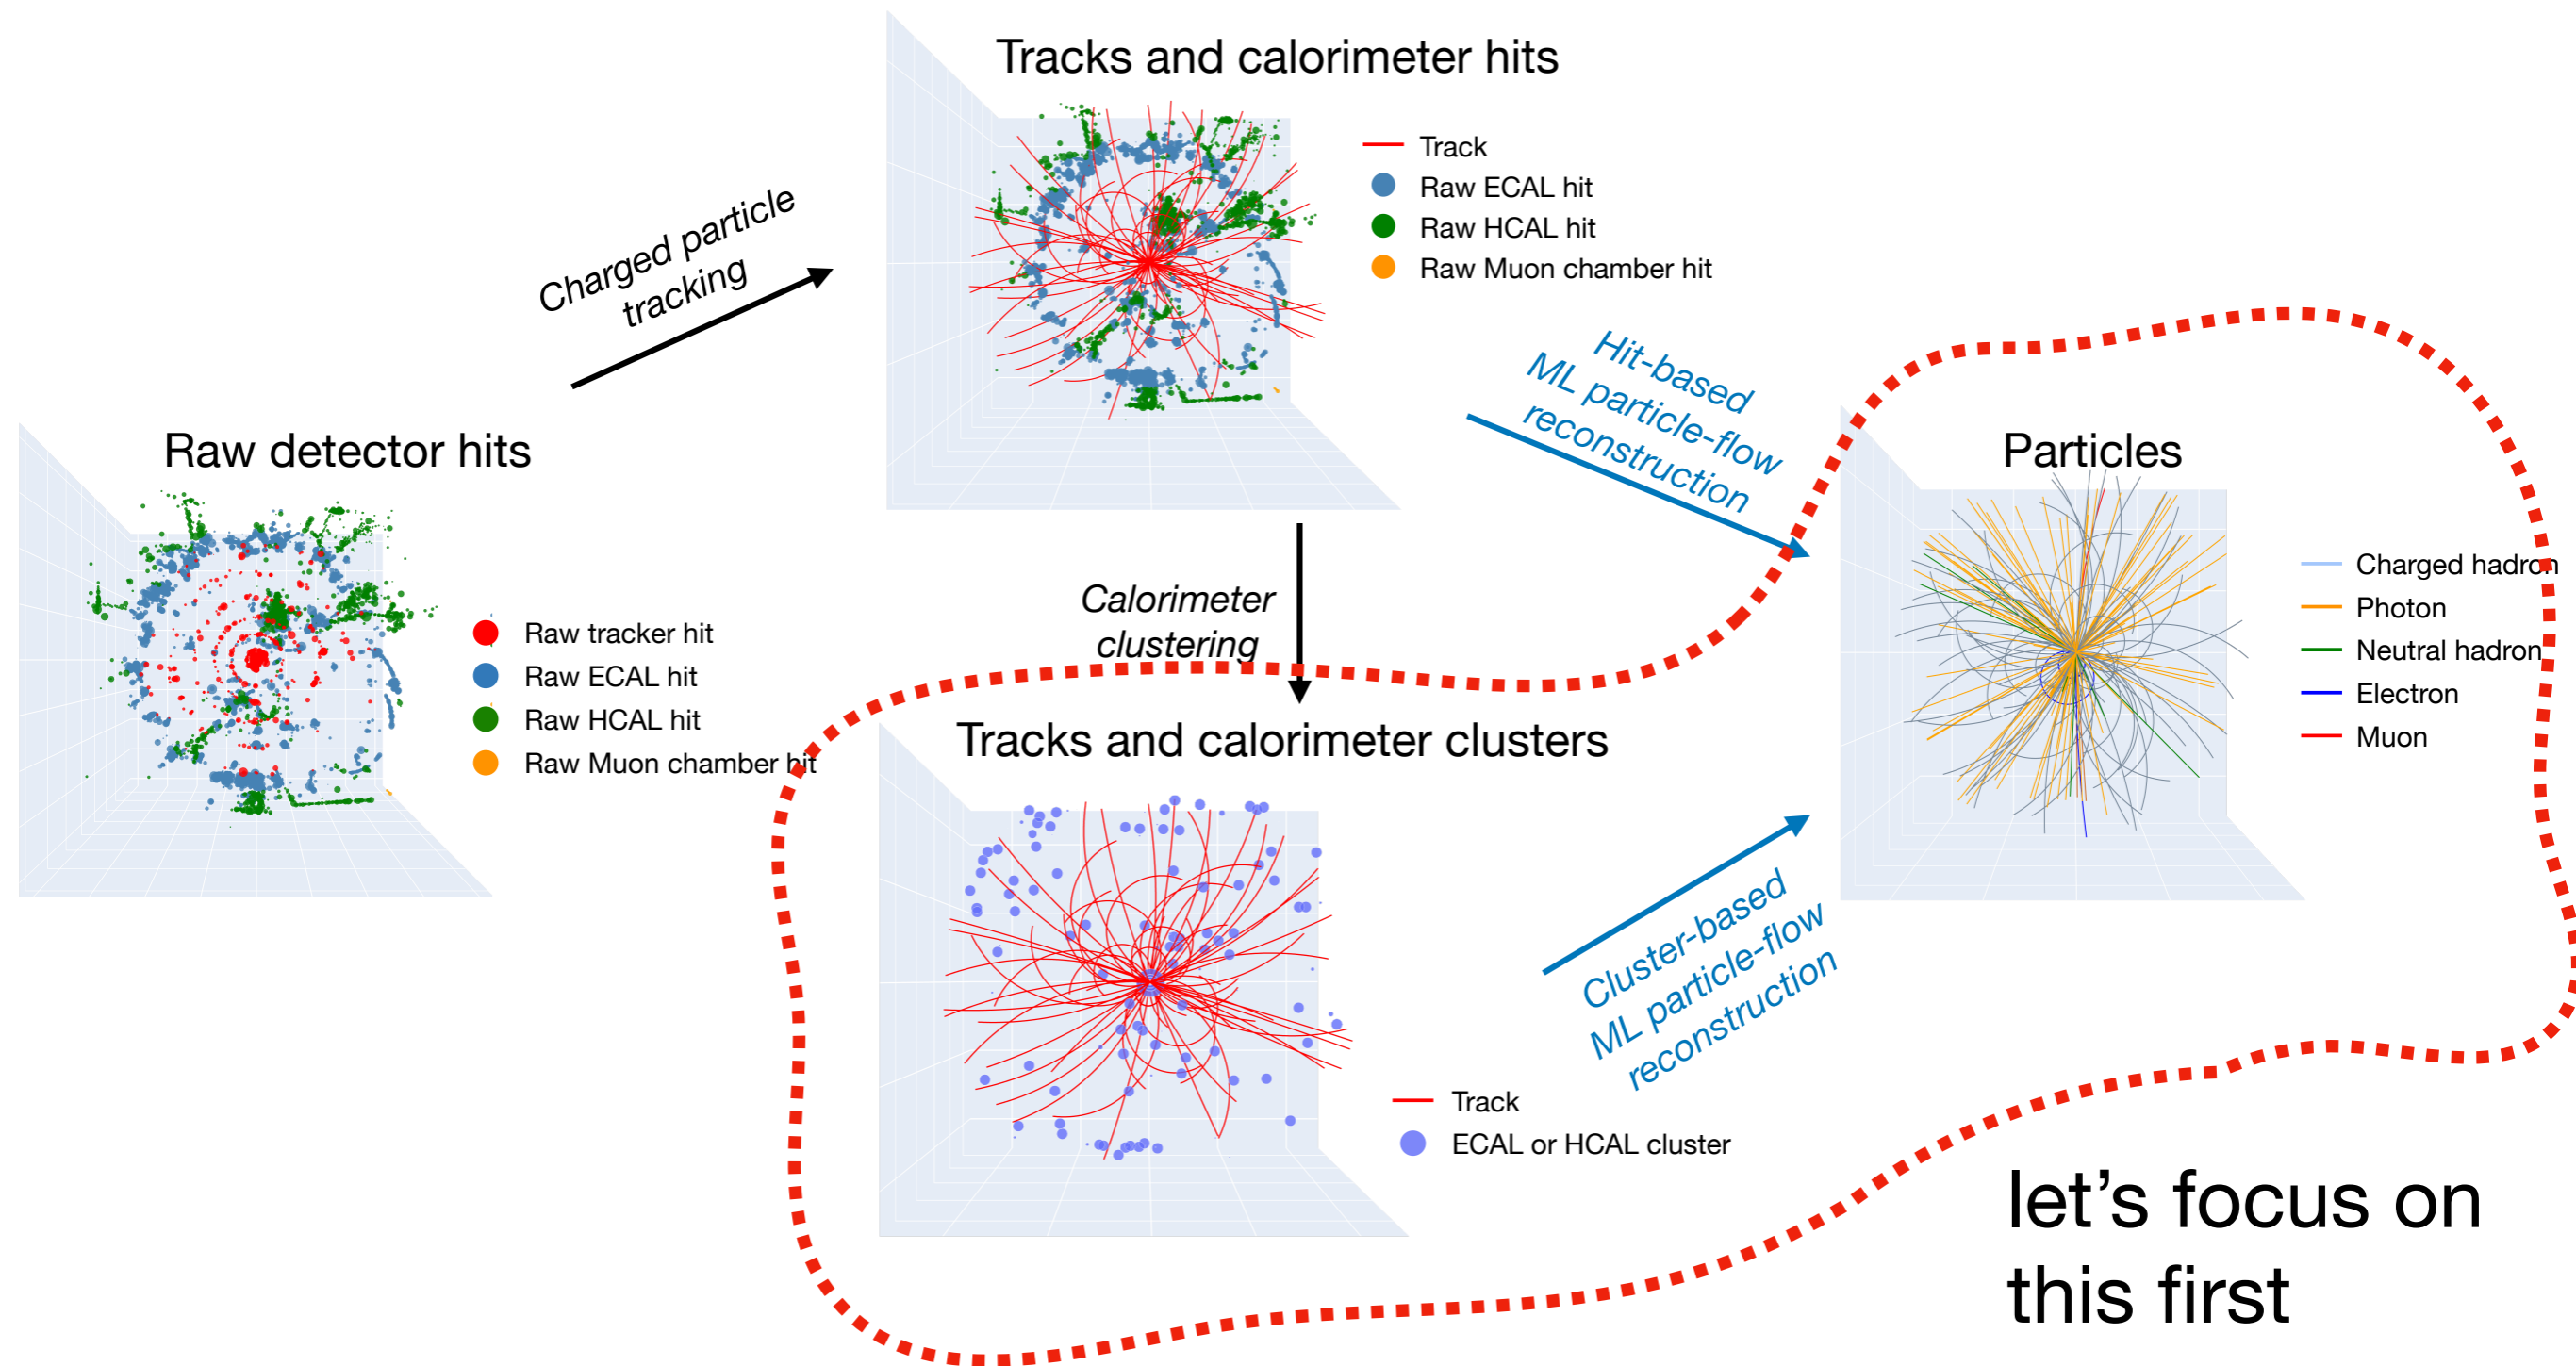 Tracks and calorimeter hits
Track
Raw ECAL hit
Raw HCAL hit
Raw Muon chamber hit
Charged particle
tracking
Hit-based
ML particle-flow
reconstruction
Raw detector hits
Raw tracker hit
Raw ECAL hit
Raw HCAL hit
Raw Muon chamber hit
Calorimeter
clustering
Particles
Charged hadron
Photon
Neutral hadron
Electron
Muon
Tracks and calorimeter clusters
Track
ECAL or HCAL cluster
Cluster-based
ML particle-flow
reconstruction
let’s focus on
this first